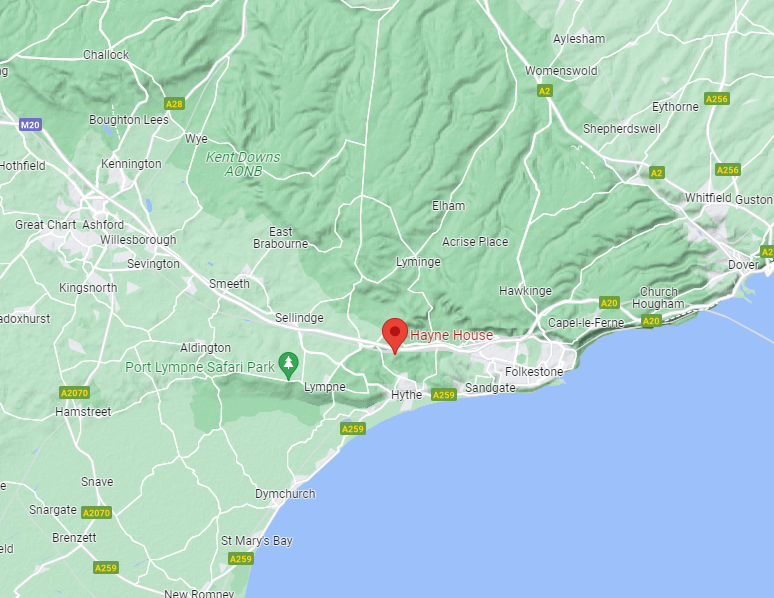 Aylesham
Challock
Womenswold
ng
A2
A256
A28
Eythorne
Boughton Lees
M20
Shepherdswell
Wye
Kent Downs
AONB
Hothfield
Kennington
A2
A256
Whitfield
Guston
Elham
Great Chart
Ashford
East
Brabourne
Willesborough
Acrise Place
A2
Sevington
Lyminge
Dover
Kingsnorth
Smeeth
Hawkinge
Church
Hougham
A20
adoxhurst
Sellindge
Capel-le-Ferne
A20
Hayne House
Aldington
Port Lympne Safari Park
Folkestone
Lympne
Sandgate
A2070
Hythe
A259
Hamstreet
A259
Snave
e
Dymchurch
Snargate
A2070
Brenzett
St Mary's Bay
eld
A259
A259
New Romney